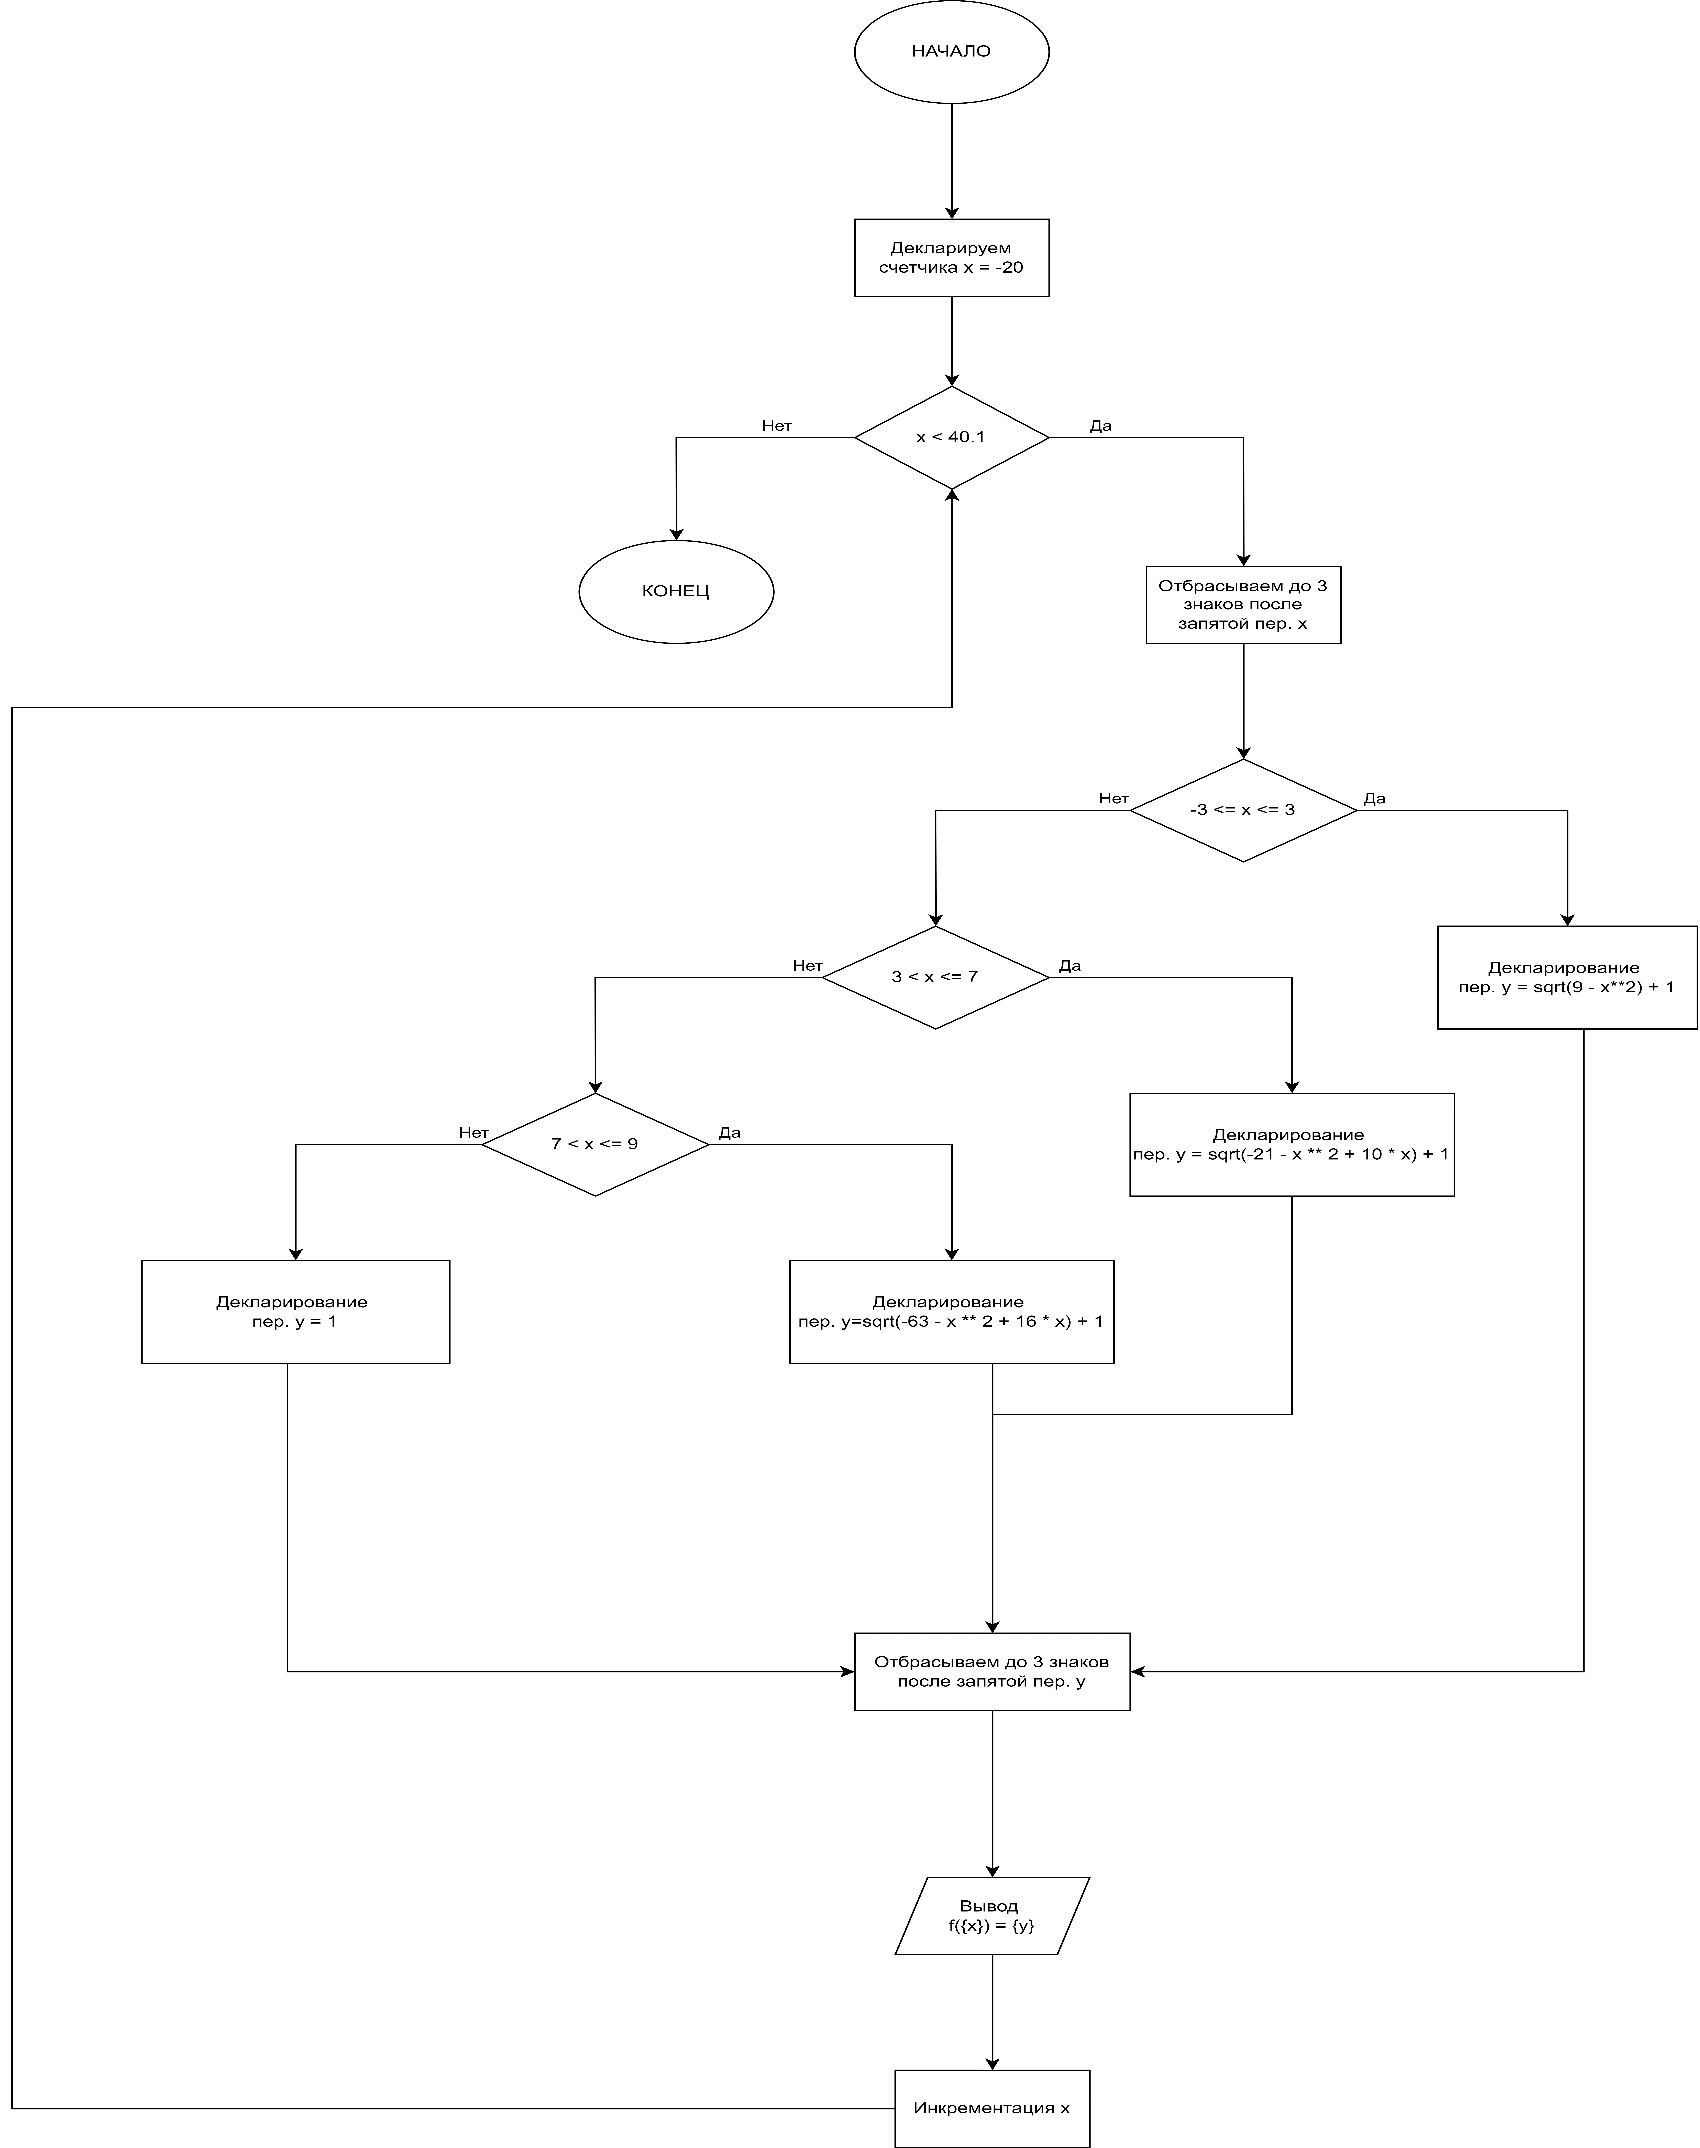 НАЧАЛО
Декларируем
счетчика x = -20
Нет
x < 40.1
Да
КОНЕЦ
Отбрасываем до 3
знаков после
запятой пер. x
Нет
-3 <= x <= 3
Да
Нет
3 < x <= 7
Да
Декларирование
пер. y = sqrt(9 - x**2) + 1
Нет
7 < x <= 9
Да
Декларирование
пер. y = sqrt(-21 - x ** 2 + 10 * x) + 1
Декларирование
пер. y = 1
Декларирование
пер. y=sqrt(-63 - x ** 2 + 16 * x) + 1
Отбрасываем до 3 знаков
после запятой пер. y
Вывод
f({x}) = {y}
Инкрементация x